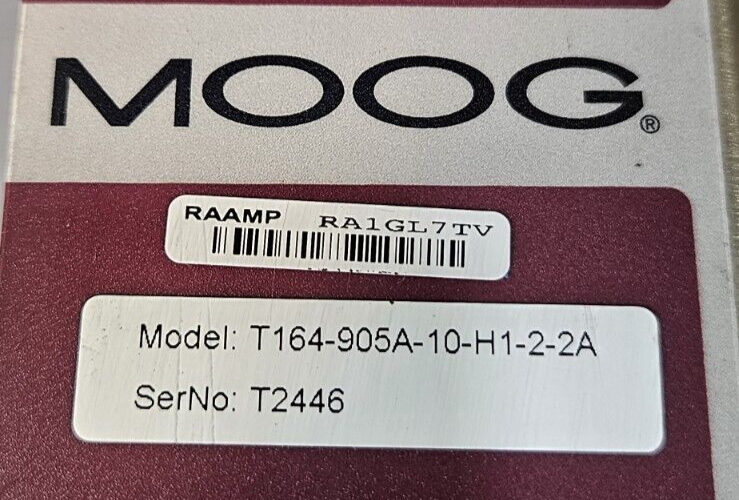 MOOG®
RAAMP RA1GL7TV
Model: T164-905A-10-H1-2-2A
SerNo: T2446